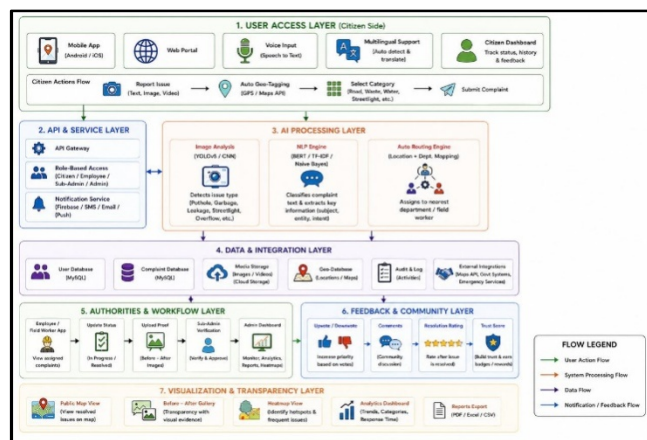 1. USER ACCESS LAYER (Citizen Side)
Mobile App
(Android / iOS)
Web Portal
Voice Input
(Speech to Text)
Multilingual Support
(Auto detect &
translate)
Citizen Dashboard
Track status, history
& feedback
Citizen Actions Flow
Report Issue
(Text, Image, Video)
Auto Geo-Tagging
(GPS / Maps API)
Select Category
(Road, Waste, Water,
Streetlight, etc.)
Submit Complaint
2. API & SERVICE LAYER
API Gateway
Role-Based Access
(Citizen / Employee /
Sub-Admin / Admin)
Notification Service
(Firebase / SMS / Email /
Push)
3. AI PROCESSING LAYER
Image Analysis
(YOLOv8 / CNN)
Detects issue type
(Pothole, Garbage,
Leakage, Streetlight,
Overflow, etc.)
NLP Engine
(BERT / TF-IDF /
Naive Bayes)
Classifies complaint
text & extracts key
information (subject,
entity, intent)
Auto Routing Engine
(Location + Dept. Mapping)
Assigns to nearest
department / field
worker
4. DATA & INTEGRATION LAYER
User Database
(MySQL)
Complaint Database
(MySQL)
Media Storage
(Images / Videos)
(Cloud Storage)
Geo-Database
(Locations / Maps)
Audit & Log
(Activities)
External Integrations
(Maps API, Govt Systems,
Emergency Services)
5. AUTHORITIES & WORKFLOW LAYER
Employee /
Field Worker App
View assigned
complaints
Update Status
(In Progress /
Resolved)
Upload Proof
(Before - After
Images)
Sub-Admin
Verification
(Verify & Approve)
Admin Dashboard
Monitor, Analytics,
Reports, Heatmaps
6. FEEDBACK & COMMUNITY LAYER
Upvote / Downvote
Increase priority
based on votes
Comments
(Community
discussion)
Resolution Rating
Rate after issue
is resolved
Trust Score
(Build trust & earn
badges / rewards)
FLOW LEGEND
User Action Flow
System Processing Flow
Data Flow
Notification / Feedback Flow
7. VISUALIZATION & TRANSPARENCY LAYER
Public Map View
(View resolved
issues on map)
Before - After Gallery
(Transparency with
visual evidence)
Heatmap View
(Identify hotspots &
frequent issues)
Analytics Dashboard
(Trends, Categories,
Response Time)
Reports Export
(PDF / Excel / CSV)